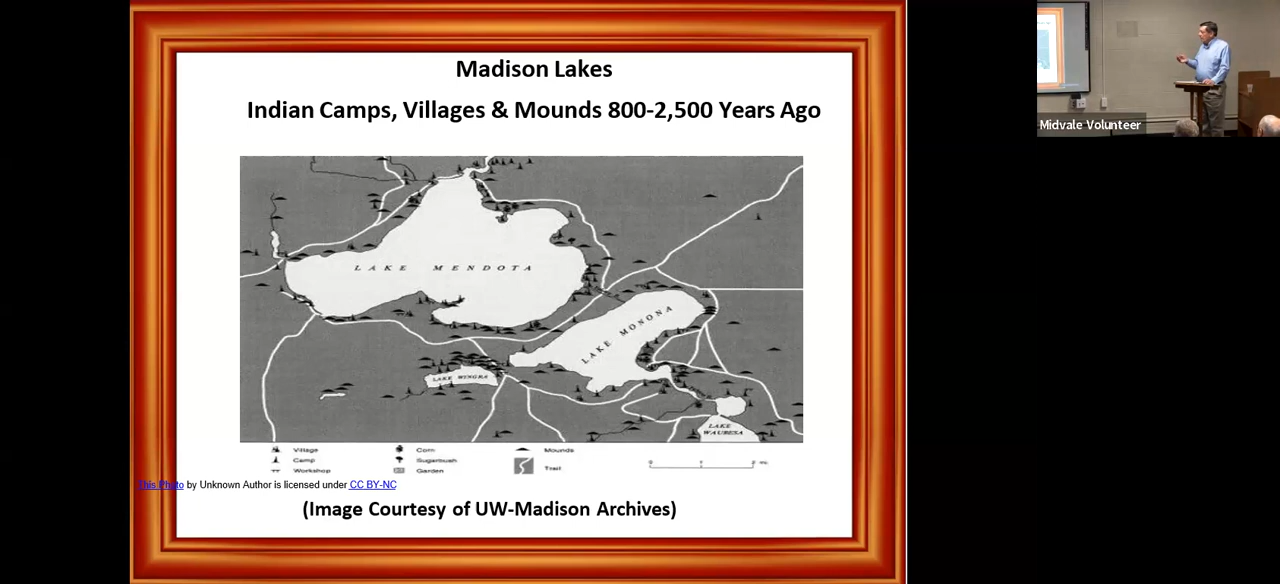 Madison Lakes
Indian Camps, Villages & Mounds 800-2,500 Years Ago
LAKE MENDOTA
LAKE MONONA
LAKE WINGRA
LAKE
WAUBESA
Village
Camp
Workshop
Corn
Sugarbush
Garden
Mounds
Trail
This Photo by Unknown Author is licensed under CC BY-NC
(Image Courtesy of UW-Madison Archives)
Midvale Volunteer